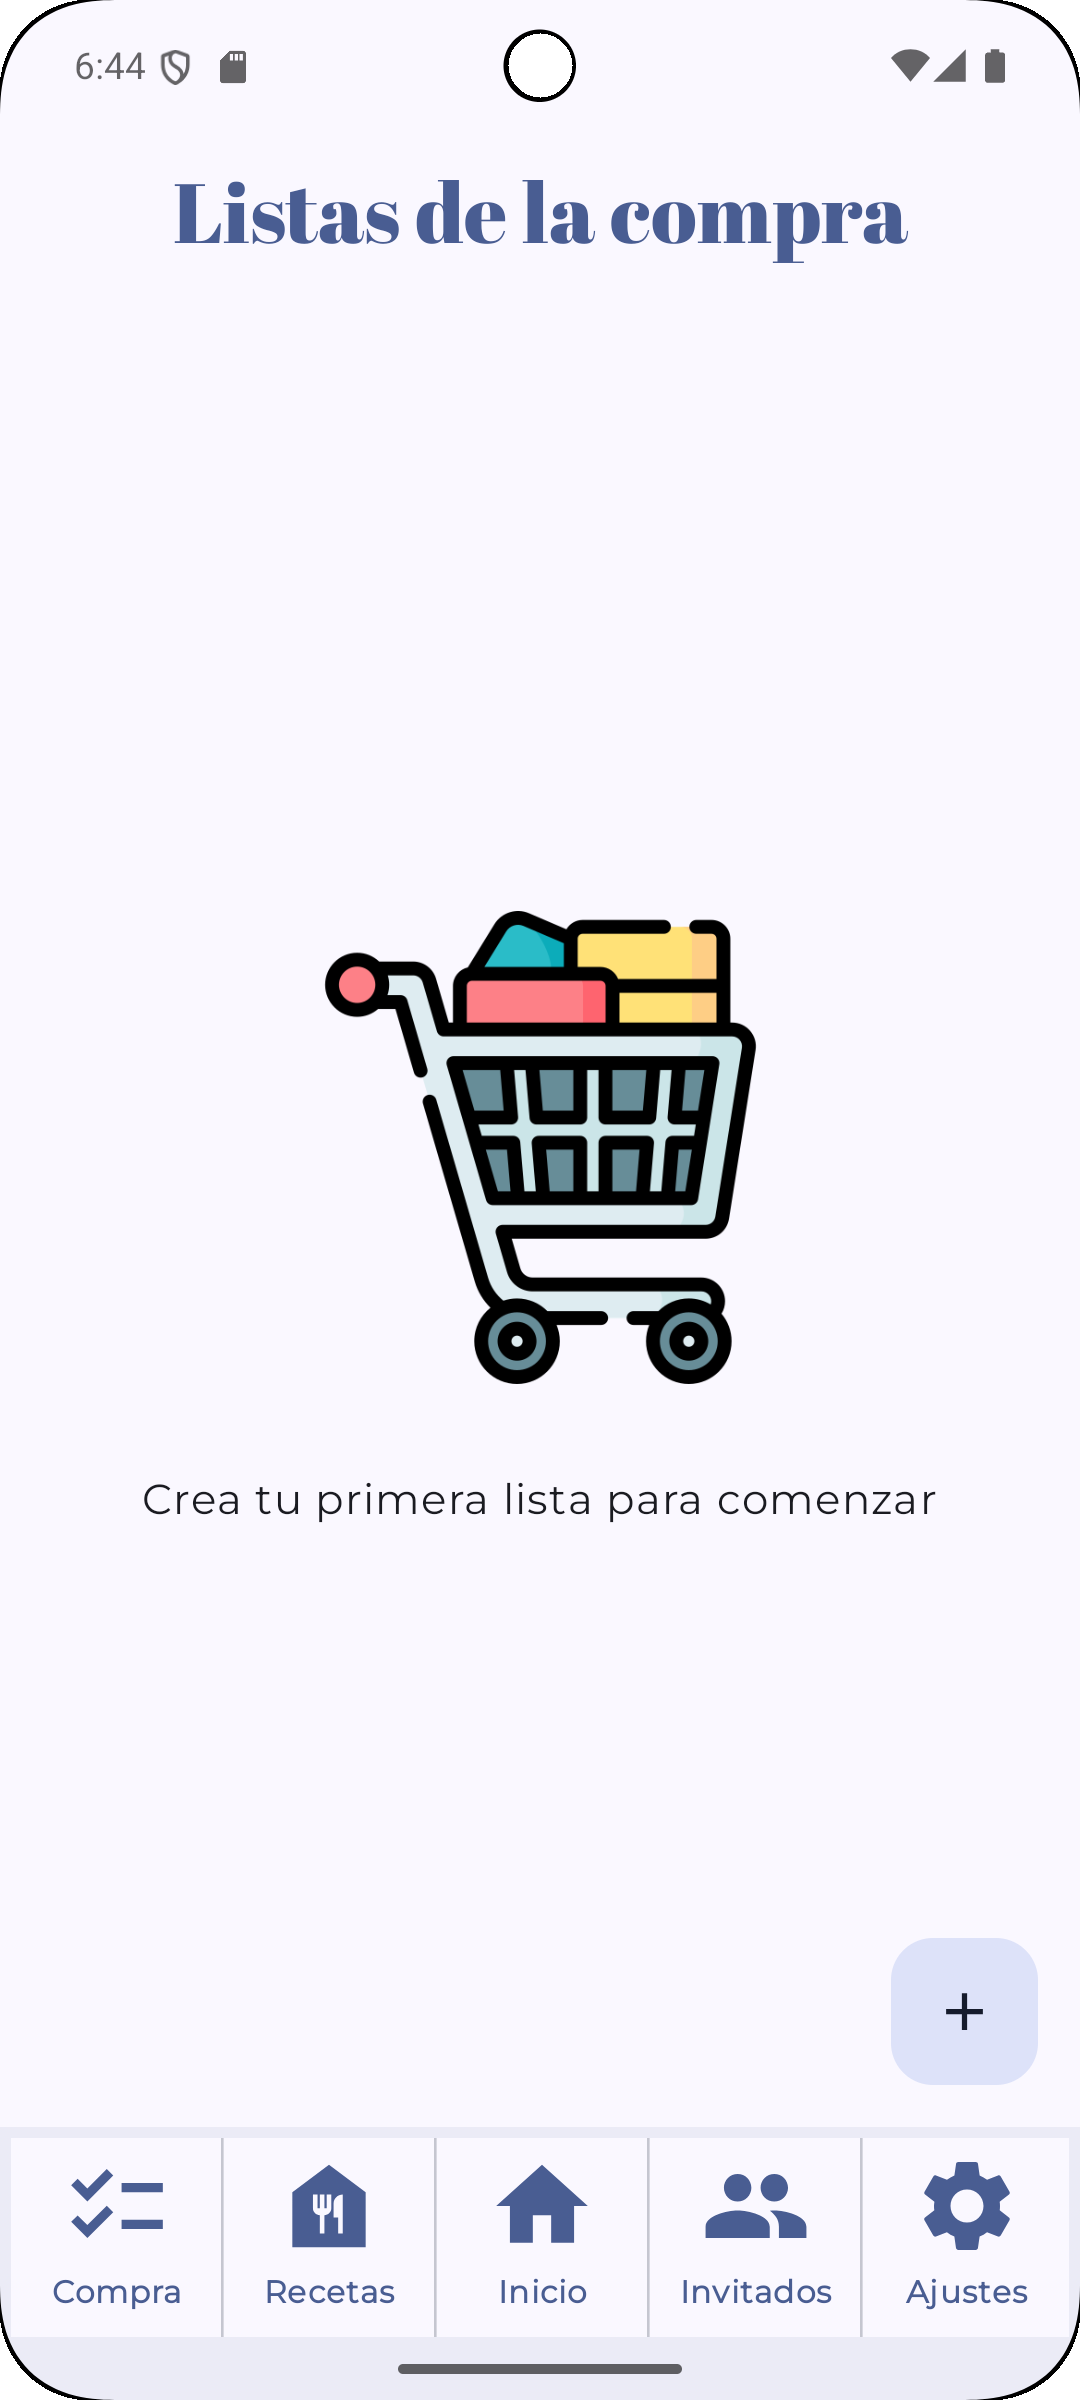 6:44
Listas de la compra
Crea tu primera lista para comenzar
+
Compra Recetas Inicio Invitados Ajustes